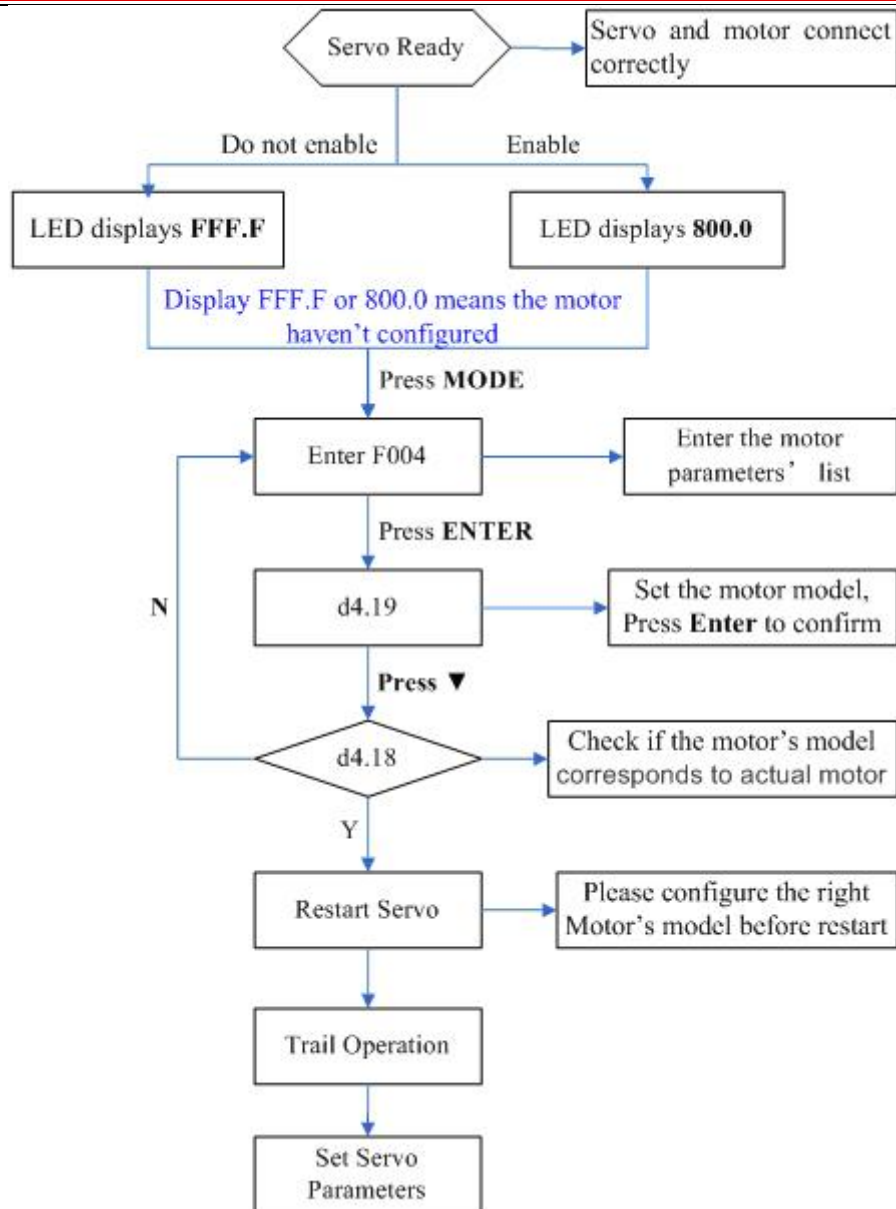 Servo Ready
Servo and motor connect
correctly
Do not enable
Enable
LED displays FFF.F
LED displays 800.0
Display FFF.F or 800.0 means the motor
haven't configured
Press MODE
Enter F004
Enter the motor
parameters’ list
Press ENTER
N
d4.19
Set the motor model,
Press Enter to confirm
Press ▼
d4.18
Check if the motor's model
corresponds to actual motor
Y
Restart Servo
Please configure the right
Motor's model before restart
Trail Operation
Set Servo
Parameters